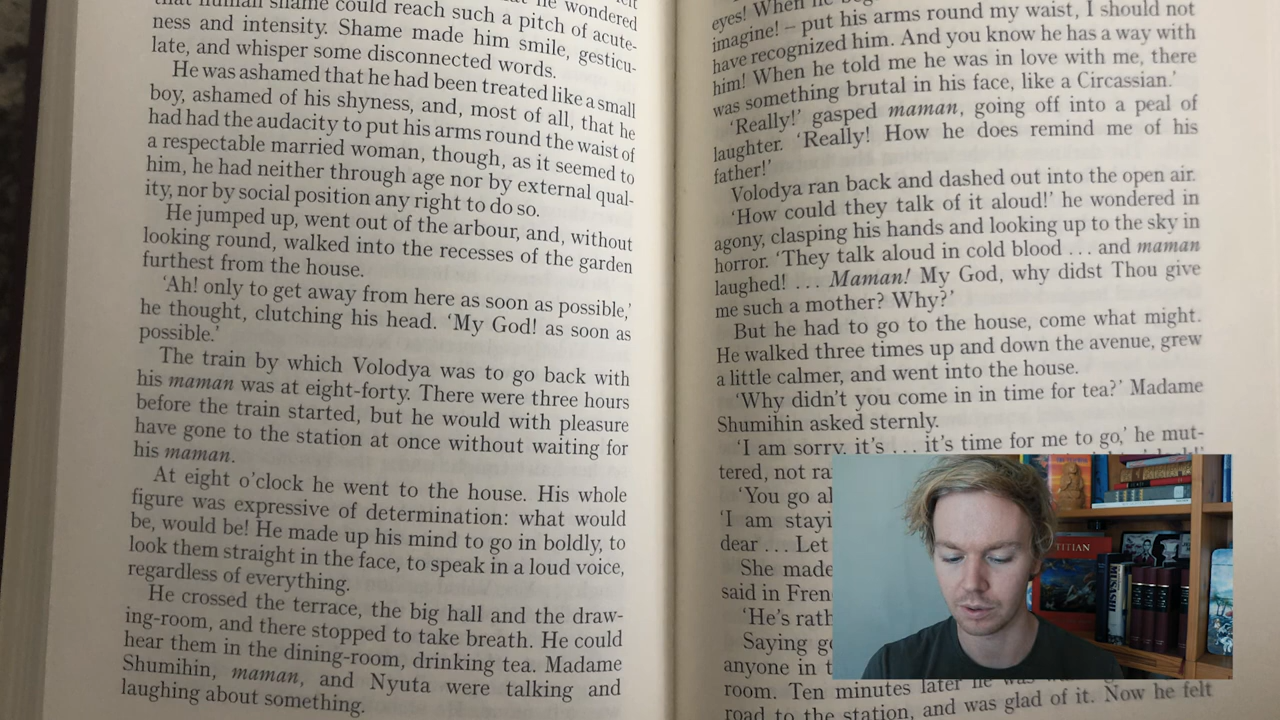 that human shame could reach such a pitch of acute-
ness and intensity. Shame made him smile, gesticu-
late, and whisper some disconnected words.
He was ashamed that he had been treated like a small
boy, ashamed of his shyness, and, most of all, that he
had had the audacity to put his arms round the waist of
a respectable married woman, though, as it seemed to
him, he had neither through age nor by external qual-
ity, nor by social position any right to do so.
He jumped up, went out of the arbour, and, without
looking round, walked into the recesses of the garden
furthest from the house.
‘Ah! only to get away from here as soon as possible,’
he thought, clutching his head. ‘My God! as soon as
possible.’
The train by which Volodya was to go back with
his maman was at eight-forty. There were three hours
before the train started, but he would with pleasure
have gone to the station at once without waiting for
his maman.
At eight o’clock he went to the house. His whole
figure was expressive of determination: what would
be, would be! He made up his mind to go in boldly, to
look them straight in the face, to speak in a loud voice,
regardless of everything.
He crossed the terrace, the big hall and the draw-
ing-room, and there stopped to take breath. He could
hear them in the dining-room, drinking tea. Madame
Shumihin, maman, and Nyuta were talking and
laughing about something.
eyes! When he
imagine! – put his arms round my waist, I should not
have recognized him. And you know he has a way with
him! When he told me he was in love with me, there
was something brutal in his face, like a Circassian.’
‘Really!’ gasped maman, going off into a peal of
laughter. ‘Really! How he does remind me of his
father!’
Volodya ran back and dashed out into the open air.
‘How could they talk of it aloud!’ he wondered in
agony, clasping his hands and looking up to the sky in
horror. ‘They talk aloud in cold blood . . . and maman
laughed! . . . Maman! My God, why didst Thou give
me such a mother? Why?’
But he had to go to the house, come what might.
He walked three times up and down the avenue, grew
a little calmer, and went into the house.
‘Why didn’t you come in in time for tea?’ Madame
Shumihin asked sternly.
‘I am sorry, it’s . . . it’s time for me to go,’ he mut-
tered, not
‘You go
‘I am
dear . . . Let
She made
said in
‘He’s
Saying
anyone in
room. Ten minutes later he was
road to the station, and was glad of it. Now he felt
TITIAN
MUSASHI